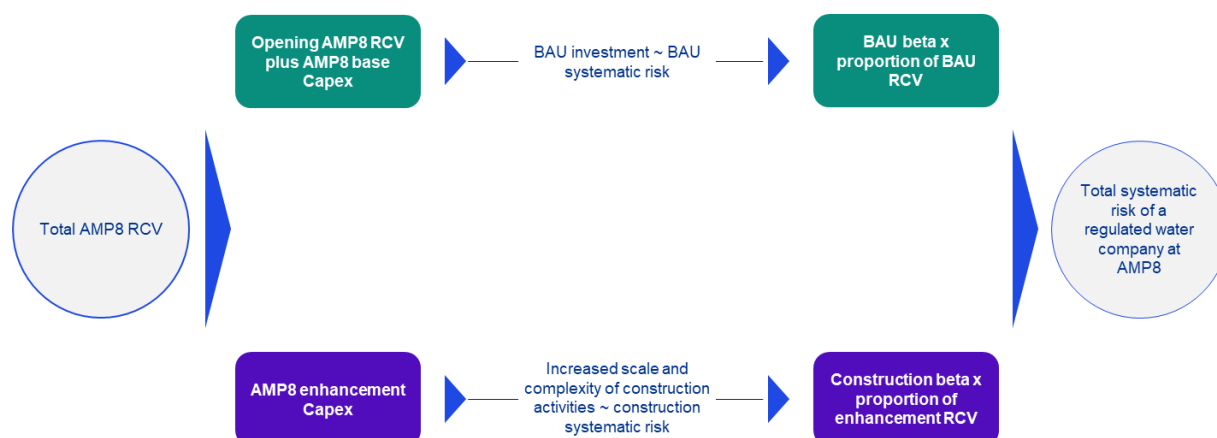 Total AMP8 RCV
Opening AMP8 RCV
plus AMP8 base
Capex
BAU investment ~ BAU
systematic risk
BAU beta x
proportion of BAU
RCV
AMP8 enhancement
Capex
Increased scale and
complexity of construction
activities ~ construction
systematic risk
Construction beta x
proportion of
enhancement RCV
Total systematic
risk of a
regulated water
company at
AMP8